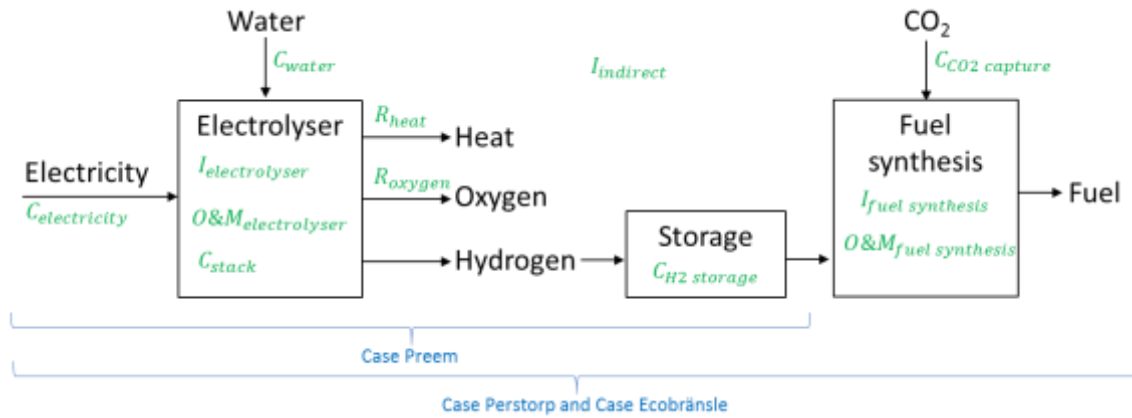 Water
CO₂
C_water
I_indirect
C_CO2 capture
Electrolyser
R_heat
Heat
Fuel
synthesis
Electricity
I_electrolyser
R_oxygen
Oxygen
I_fuel synthesis
Fuel
C_electricity
O&M_electrolyser
Storage
O&M_fuel synthesis
C_stack
Hydrogen
C_H2 storage
Case Preem
Case Perstorp and Case Ecobränsle